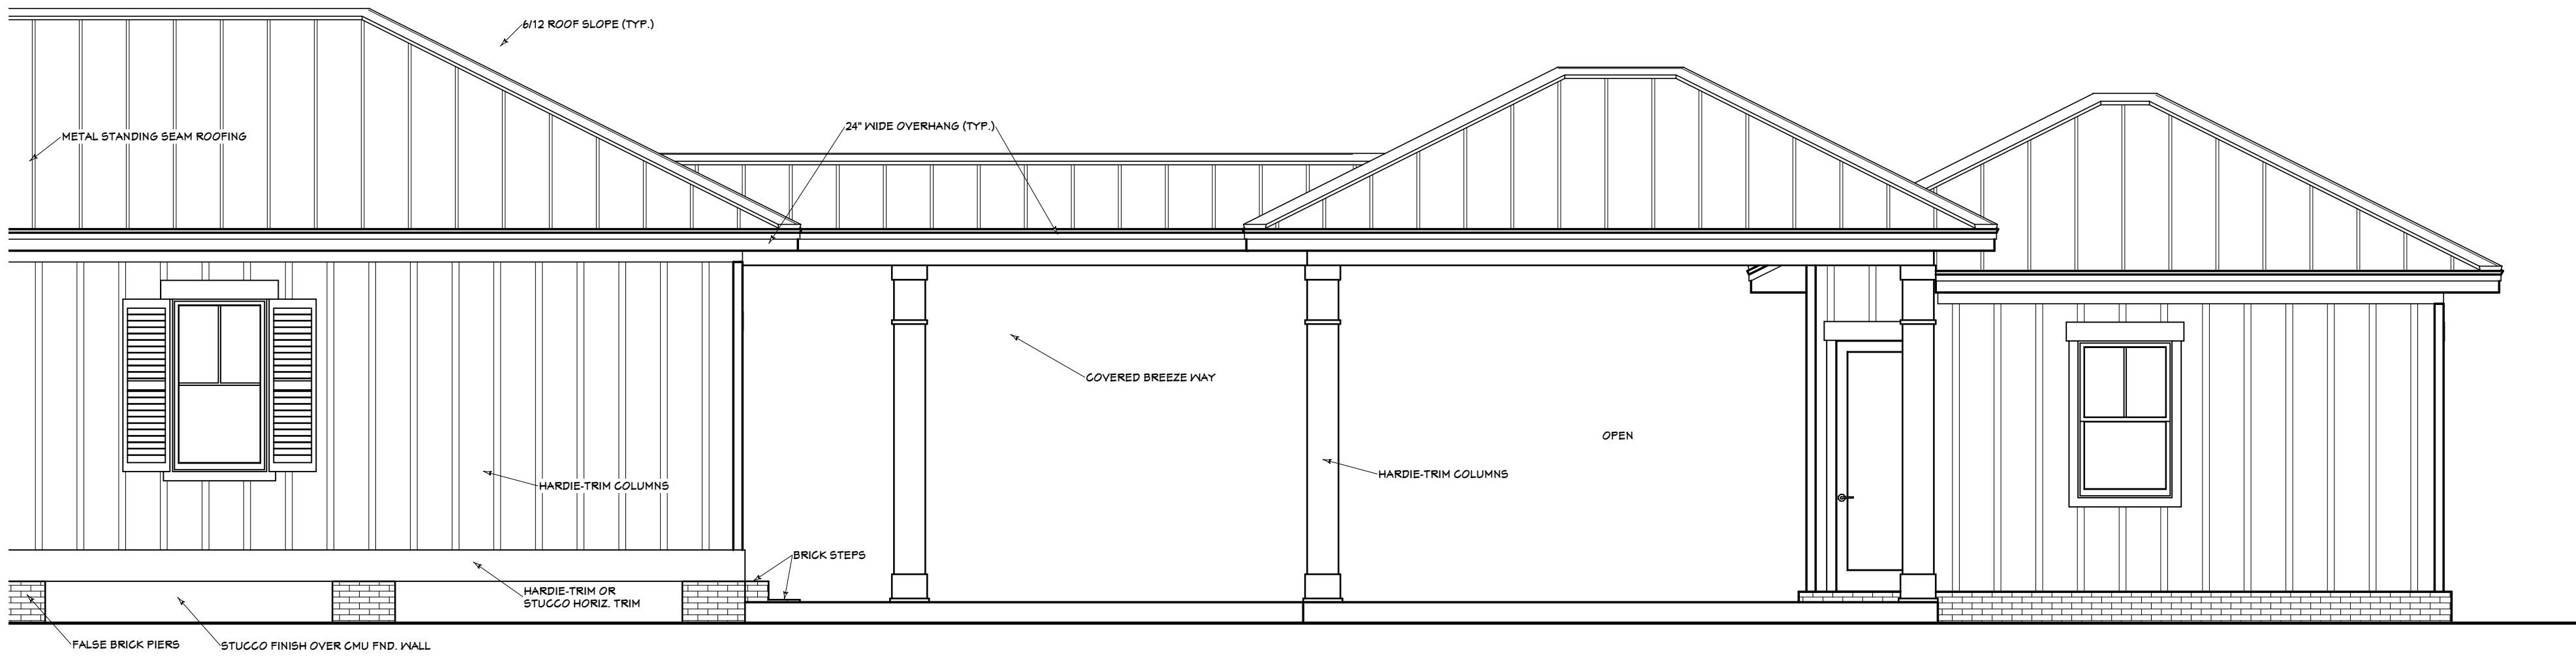 6/12 ROOF SLOPE (TYP.)
24" WIDE OVERHANG (TYP.)
METAL STANDING SEAM ROOFING
COVERED BREEZE WAY
OPEN
HARDIE-TRIM COLUMNS
HARDIE-TRIM COLUMNS
BRICK STEPS
HARDIE-TRIM OR
STUCCO HORIZ. TRIM
FALSE BRICK PIERS
STUCCO FINISH OVER CMU FND. WALL